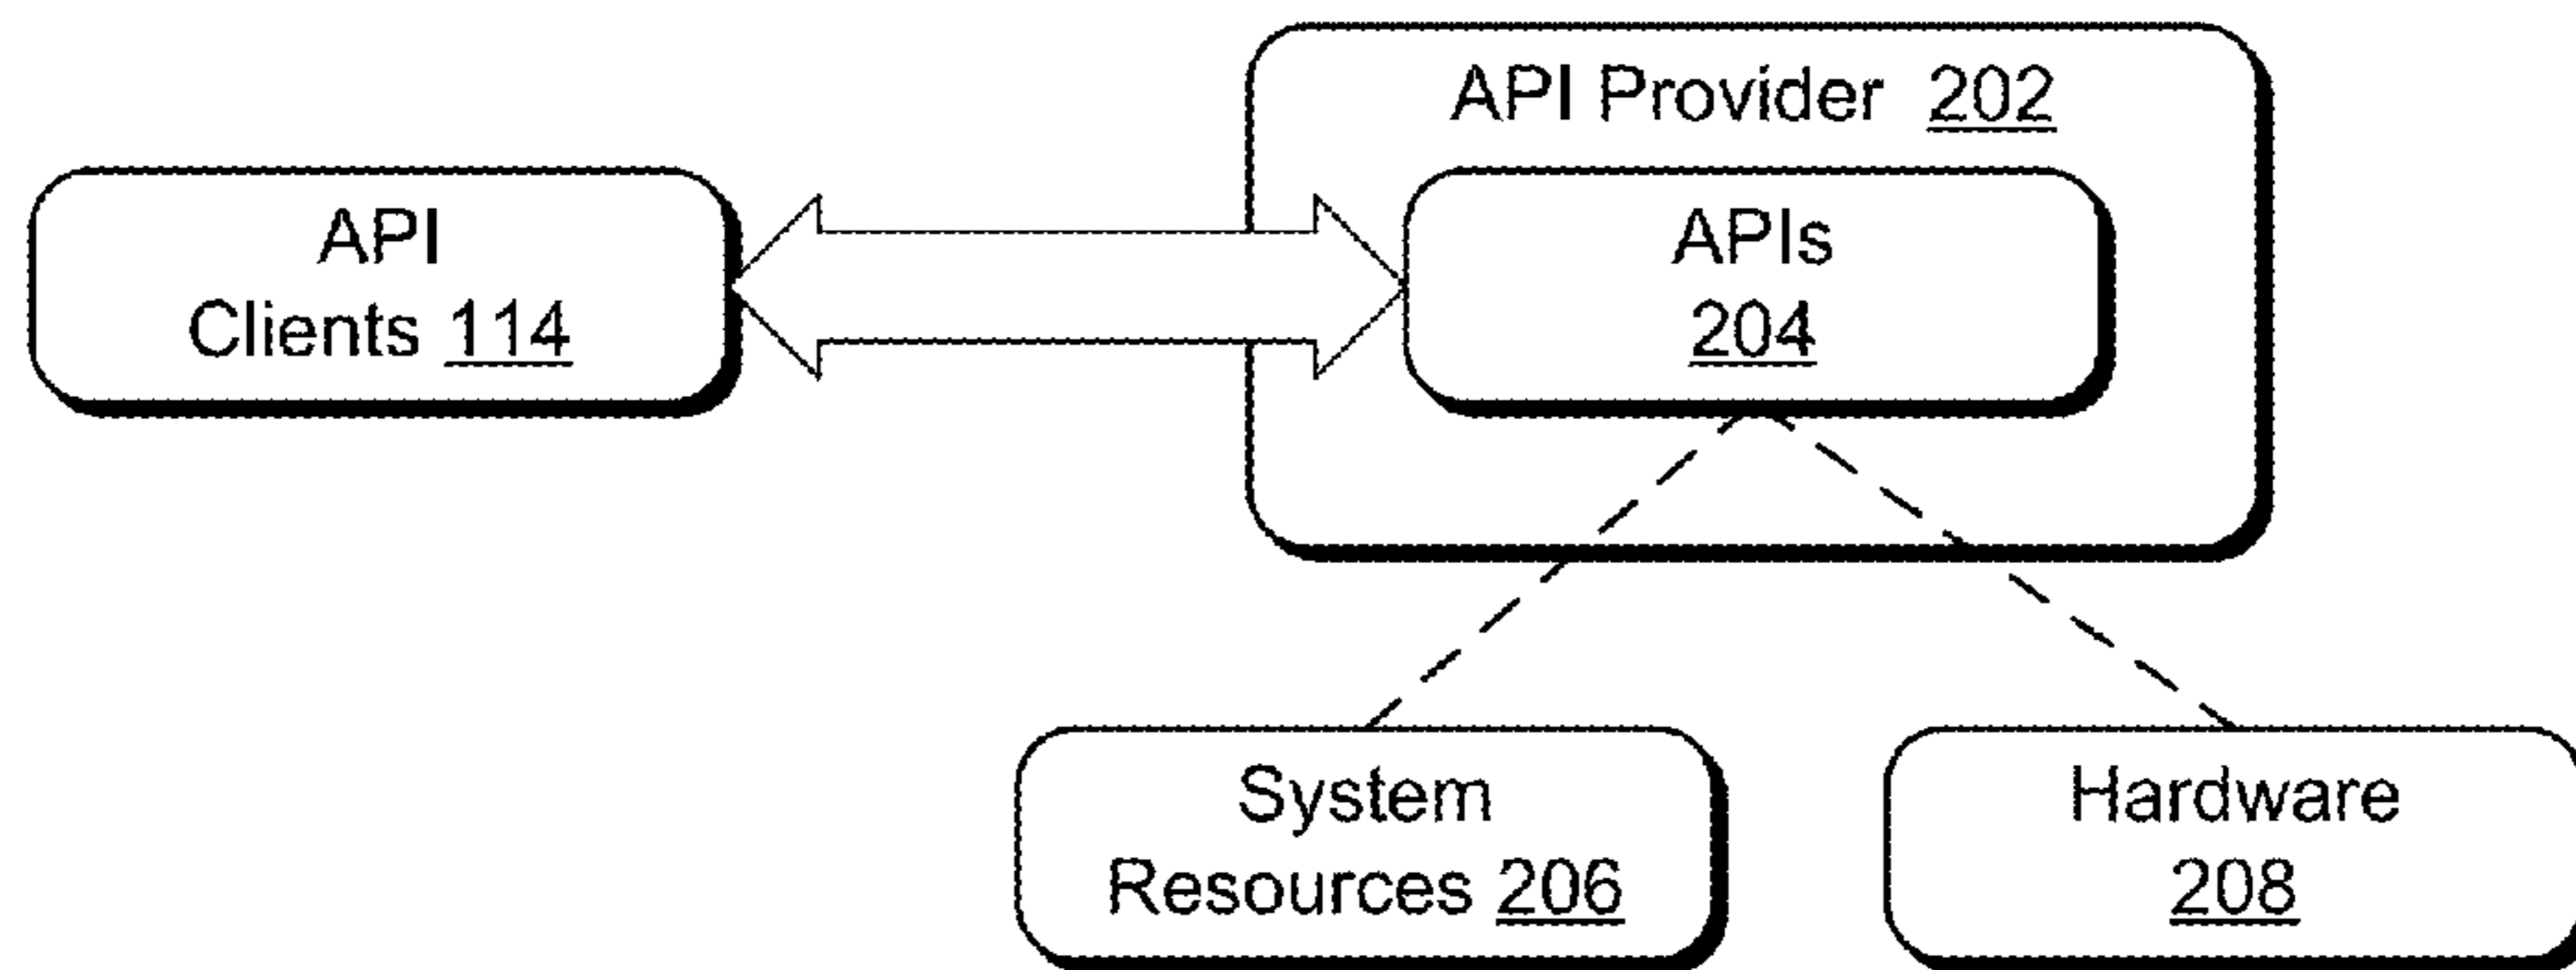 API Provider 202
API
Clients 114
APIs
204
System
Resources 206
Hardware
208